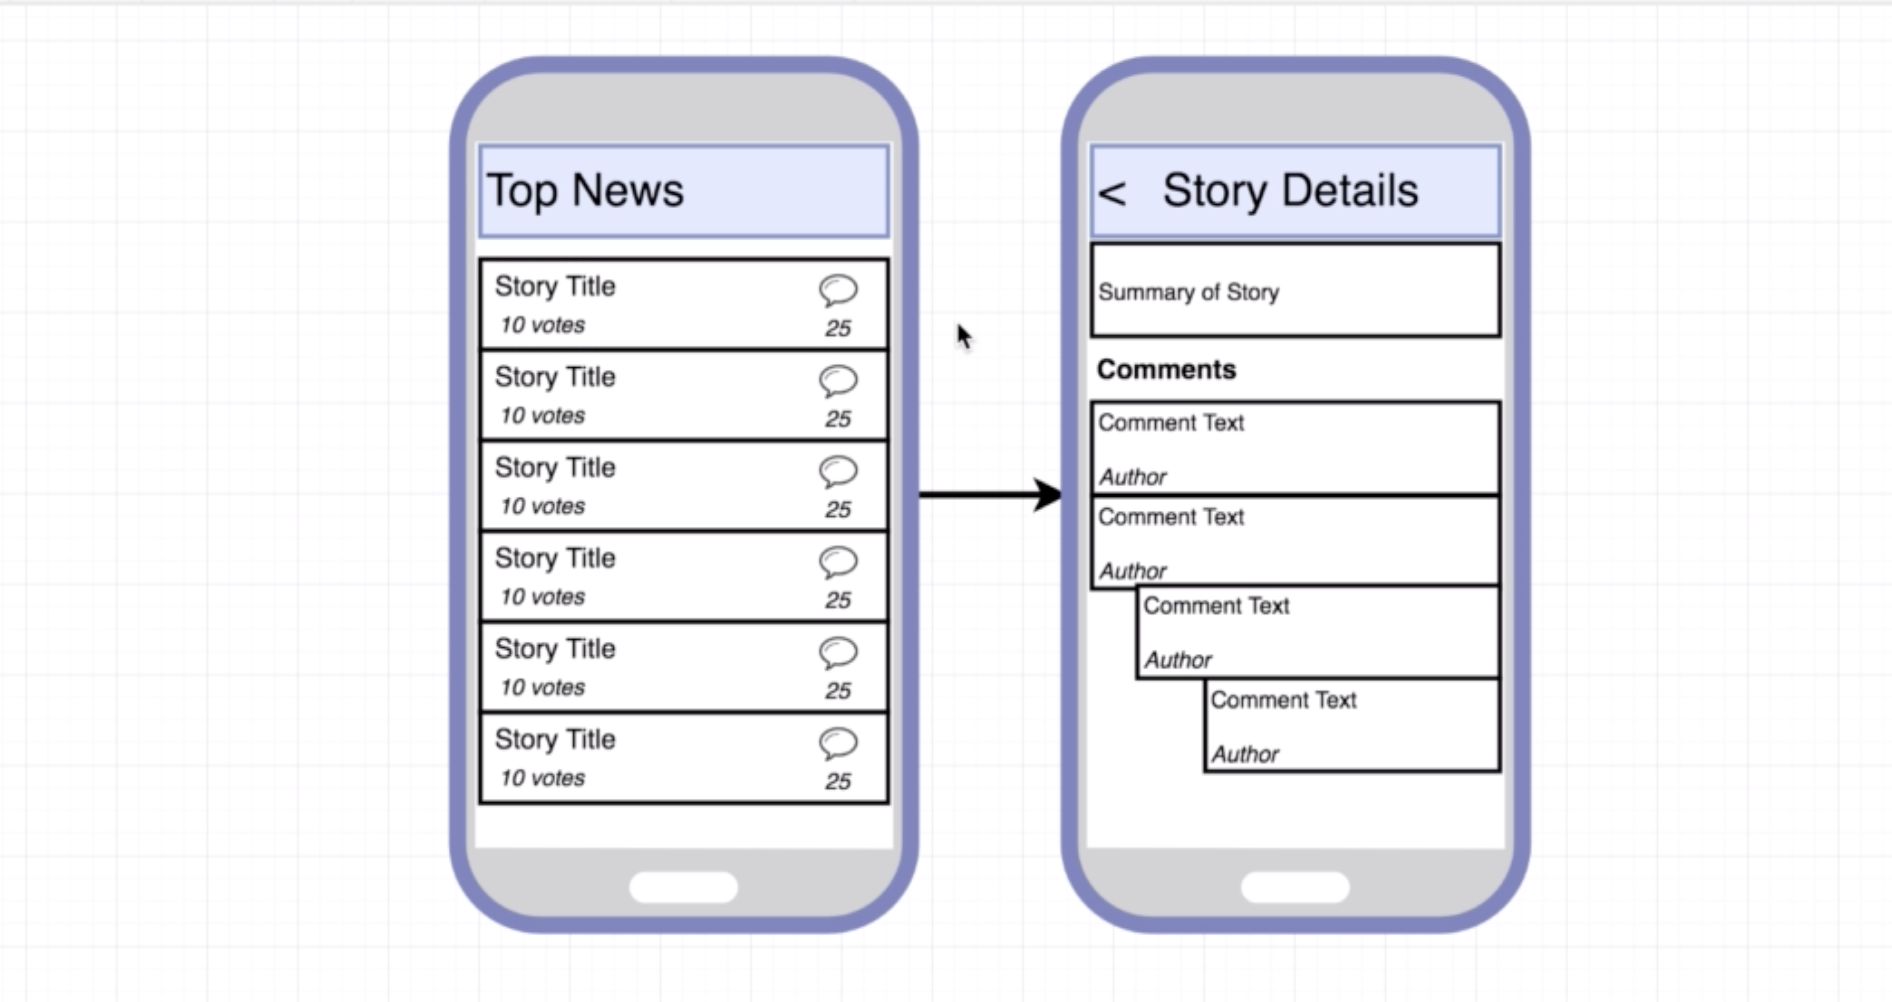 Top News
Story Title
10 votes
25
Story Title
10 votes
25
Story Title
10 votes
25
Story Title
10 votes
25
Story Title
10 votes
25
Story Title
10 votes
25
< Story Details
Summary of Story
Comments
Comment Text
Author
Comment Text
Author
Comment Text
Author
Comment Text
Author